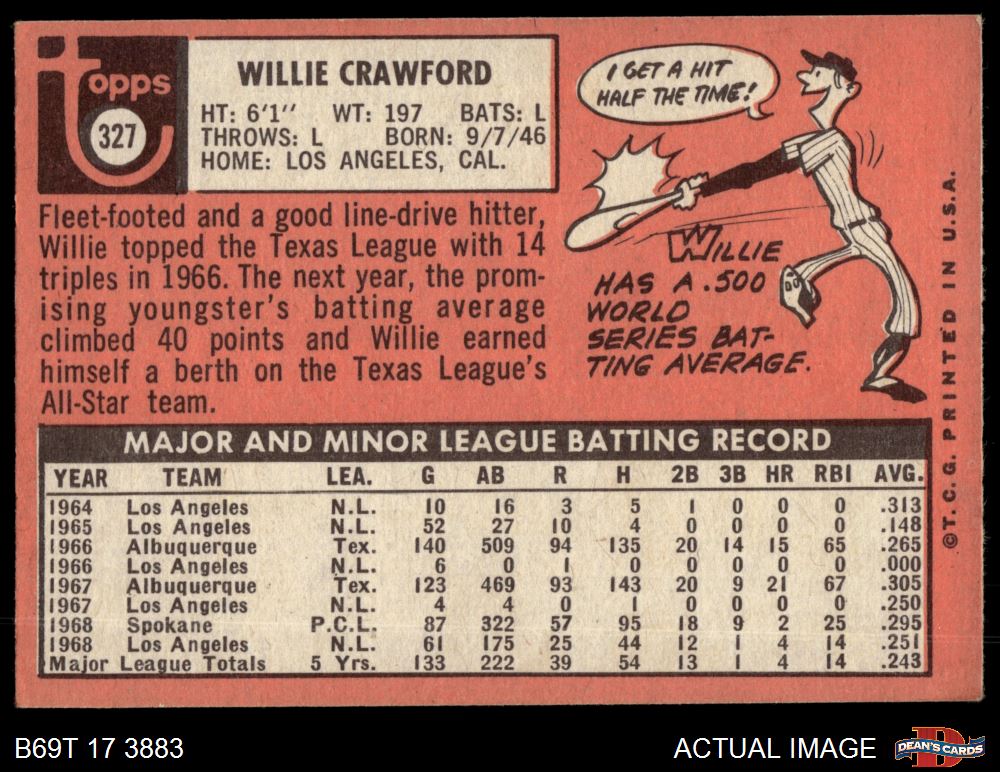 Topps
327
WILLIE CRAWFORD
HT: 6'1" WT: 197 BATS: L
THROWS: L BORN: 9/7/46
HOME: LOS ANGELES, CAL.
Fleet-footed and a good line-drive hitter,
Willie topped the Texas League with 14
triples in 1966. The next year, the prom-
ising youngster's batting average
climbed 40 points and Willie earned
himself a berth on the Texas League's
All-Star team.
I GET A HIT
HALF THE TIME!
WILLIE
HAS A .500
WORLD
SERIES BAT-
TING AVERAGE.
©T. C. G. PRINTED IN U.S.A.
MAJOR AND MINOR LEAGUE BATTING RECORD
YEAR TEAM LEA. G AB R H 2B 3B HR RBI AVG.
1964 Los Angeles N.L. 10 16 3 5 1 0 0 0 .313
1965 Los Angeles N.L. 52 27 10 4 0 0 0 0 .148
1966 Albuquerque Tex. 140 509 94 135 20 14 15 65 .265
1966 Los Angeles N.L. 6 0 1 0 0 0 0 0 .000
1967 Albuquerque Tex. 123 469 93 143 20 9 21 67 .305
1967 Los Angeles N.L. 4 4 0 1 0 0 0 0 .250
1968 Spokane P.C.L. 87 322 57 95 18 9 2 25 .295
1968 Los Angeles N.L. 61 175 25 44 12 1 4 14 .251
Major League Totals 5 Yrs. 133 222 39 54 13 1 4 14 .243
B69T 17 3883
ACTUAL IMAGE
D
DEAN'S CARDS